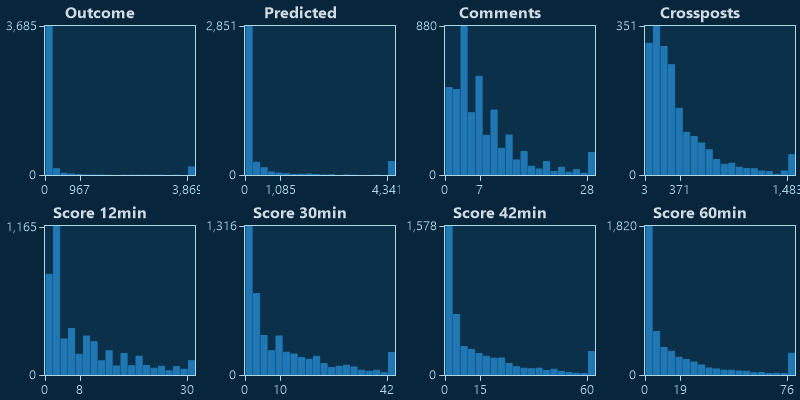 Outcome
3,685
0
0 967 3,869
Predicted
2,851
0
0 1,085 4,341
Comments
880
0
0 7 28
Crossposts
351
0
3 371 1,483
Score 12min
1,165
0
0 8 30
Score 30min
1,316
0
0 10 42
Score 42min
1,578
0
0 15 60
Score 60min
1,820
0
0 19 76